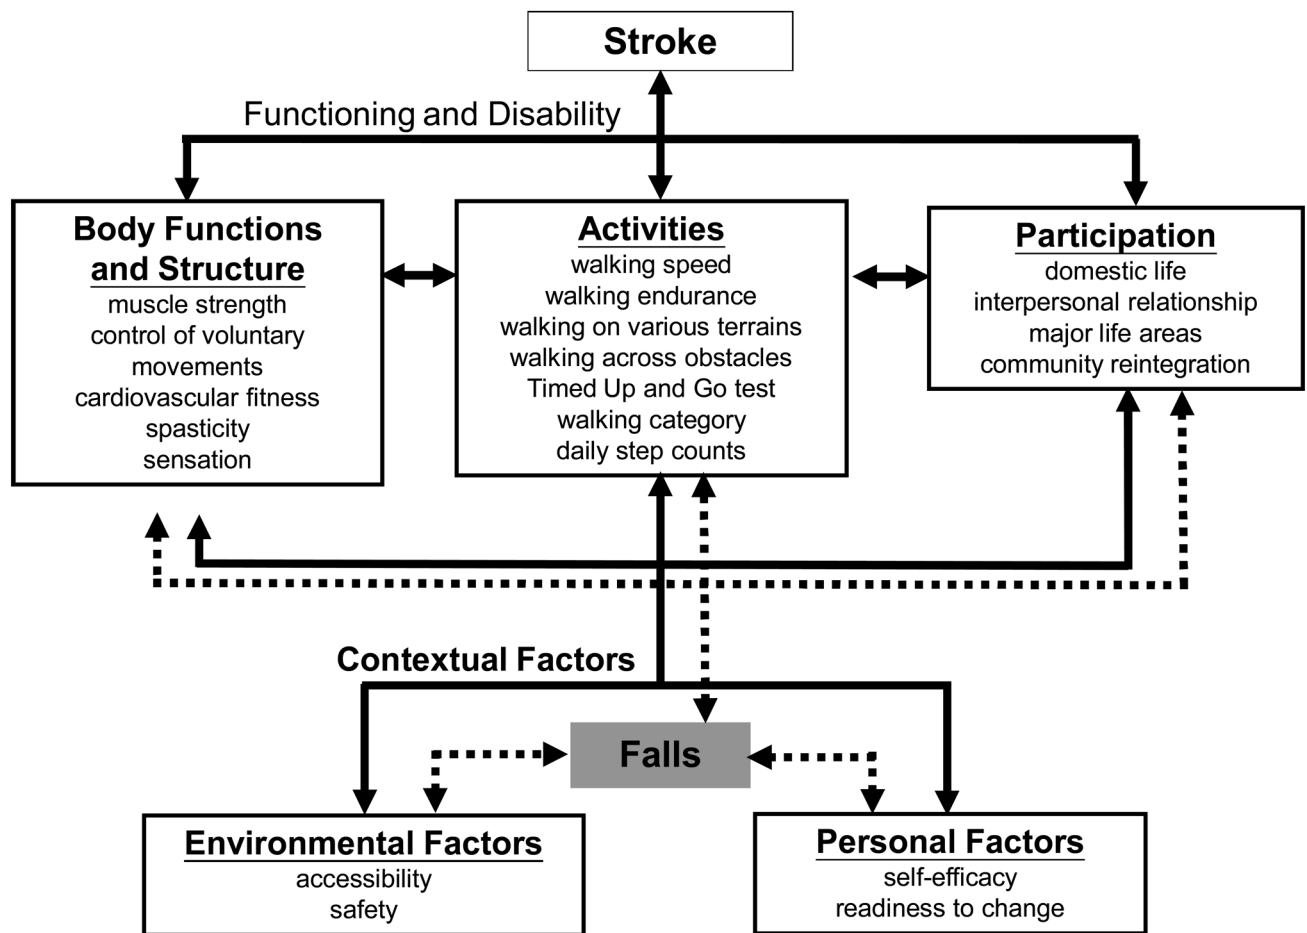 Stroke
Functioning and Disability
Body Functions
and Structure
muscle strength
control of voluntary
movements
cardiovascular fitness
spasticity
sensation
Activities
walking speed
walking endurance
walking on various terrains
walking across obstacles
Timed Up and Go test
walking category
daily step counts
Participation
domestic life
interpersonal relationship
major life areas
community reintegration
Contextual Factors
Falls
Environmental Factors
accessibility
safety
Personal Factors
self-efficacy
readiness to change